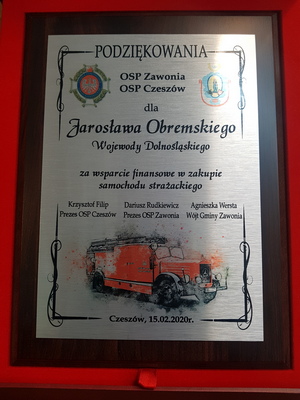 PODZIĘKOWANIA
OSP Zawonia
OSP Czeszów
dla
Jarosława Obremskiego
Wojewody Dolnośląskiego
za wsparcie finansowe w zakupie
samochodu strażackiego
Krzysztof Filip Dariusz Rudkiewicz Agnieszka Wersta
Prezes OSP Czeszów Prezes OSP Zawonia Wójt Gminy Zawonia
Czeszów, 15.02.2020r.